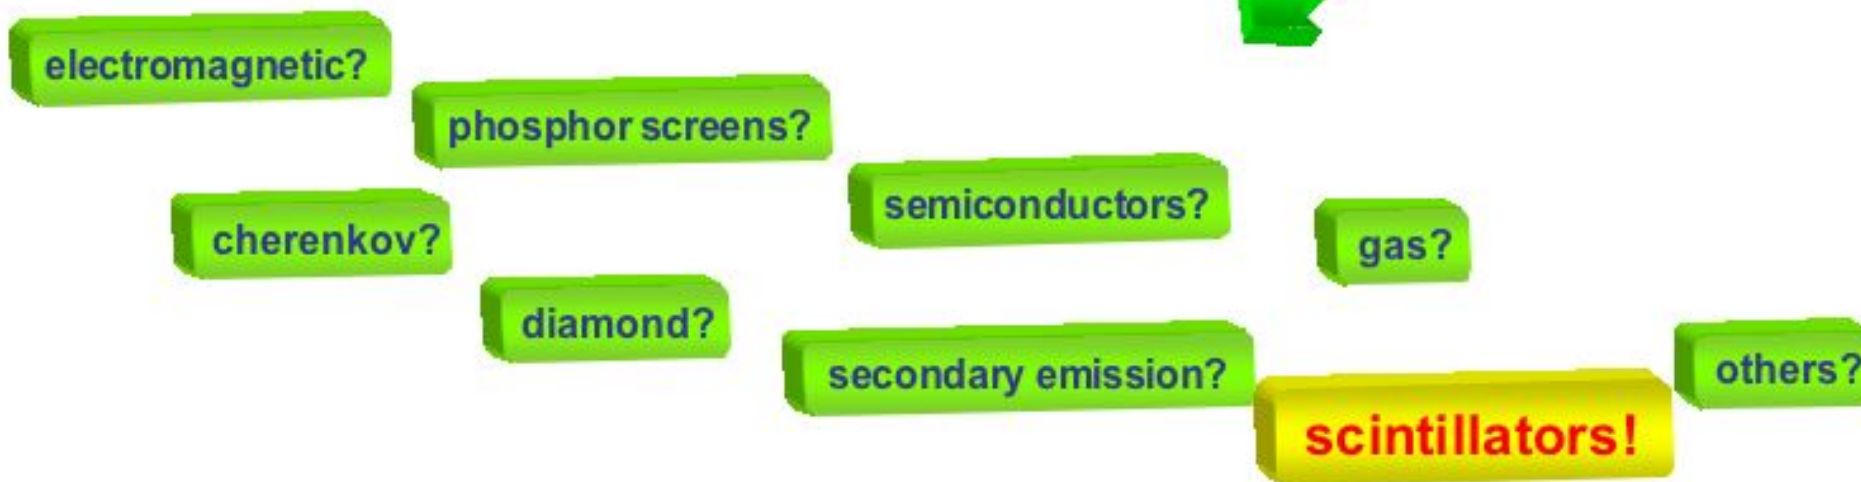 electromagnetic?
phosphor screens?
semiconductors?
cherenkov?
gas?
diamond?
secondary emission?
others?
scintillators!